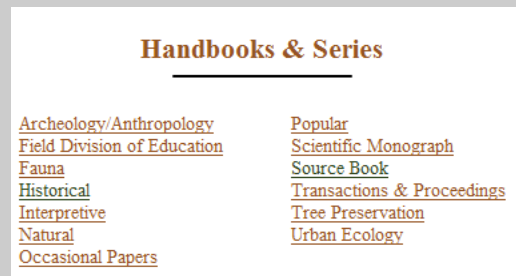 Handbooks & Series
Archeology/Anthropology
Field Division of Education
Fauna
Historical
Interpretive
Natural
Occasional Papers
Popular
Scientific Monograph
Source Book
Transactions & Proceedings
Tree Preservation
Urban Ecology